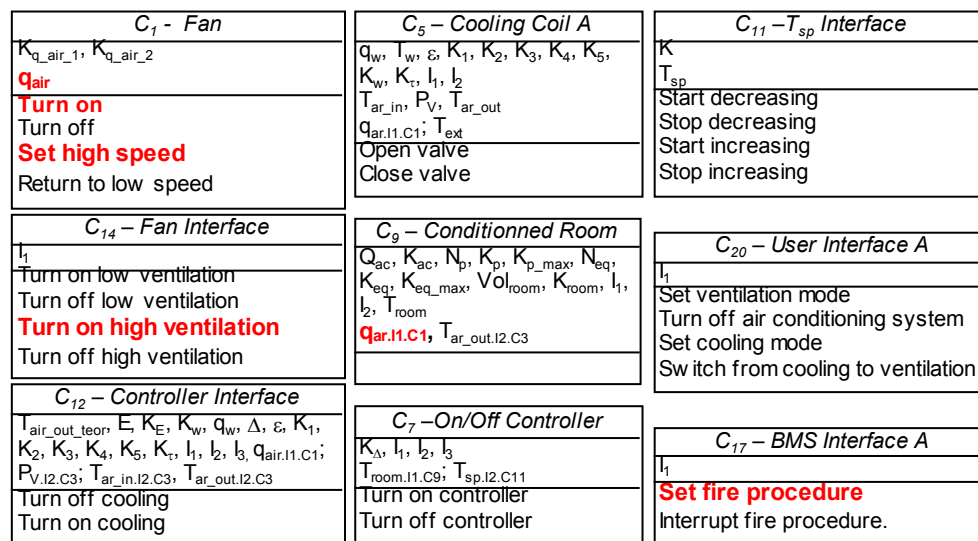 C1 - Fan
Kq_air_1, Kq_air_2
qair
Turn on
Turn off
Set high speed
Return to low speed
C14 – Fan Interface
I1
Turn on low ventilation
Turn off low ventilation
Turn on high ventilation
Turn off high ventilation
C12 – Controller Interface
Tair_out_teor, E, KE, Kw, qw, Δ, ε, K1,
K2, K3, K4, K5, Kτ, I1, I2, I3, qair.I1.C1;
PV.I2.C3; Tar_in.I2.C3, Tar_out.I2.C3
Turn off cooling
Turn on cooling
C5 – Cooling Coil A
qw, Tw, ε, K1, K2, K3, K4, K5,
Kw, Kτ, I1, I2
Tar_in, PV, Tar_out
qar.I1.C1; Text
Open valve
Close valve
C9 – Conditionned Room
Qac, Kac, Np, Kp, Kp_max, Neq,
Keq, Keq_max, Volroom, Kroom, I1,
I2, Troom
qar.I1.C1, Tar_out.I2.C3
C7 –On/Off Controller
KΔ, I1, I2, I3
Troom.I1.C9; Tsp.I2.C11
Turn on controller
Turn off controller
C11 –Tsp Interface
K
Tsp
Start decreasing
Stop decreasing
Start increasing
Stop increasing
C20 – User Interface A
I1
Set ventilation mode
Turn off air conditioning system
Set cooling mode
Switch from cooling to ventilation
C17 – BMS Interface A
I1
Set fire procedure
Interrupt fire procedure.